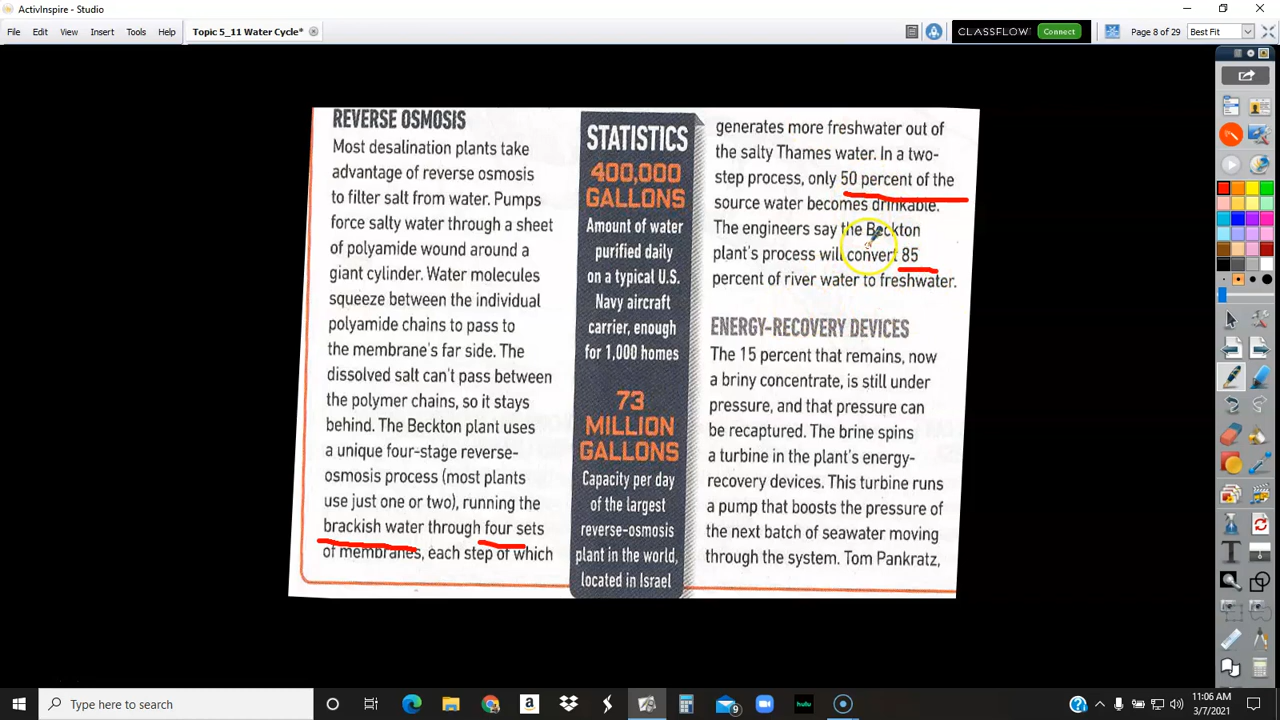 ActivInspire - Studio
File Edit View Insert Tools Help
Topic 5_11 Water Cycle*
CLASSFLOW Connect
Page 8 of 29
Best Fit
REVERSE OSMOSIS
Most desalination plants take
advantage of reverse osmosis
to filter salt from water. Pumps
force salty water through a sheet
of polyamide wound around a
giant cylinder. Water molecules
squeeze between the individual
polyamide chains to pass to
the membrane's far side. The
dissolved salt can't pass between
the polymer chains, so it stays
behind. The Beckton plant uses
a unique four-stage reverse-
osmosis process (most plants
use just one or two), running the
brackish water through four sets
of membranes, each step of which
STATISTICS
400,000
GALLONS
Amount of water
purified daily
on a typical U.S.
Navy aircraft
carrier, enough
for 1,000 homes
73
MILLION
GALLONS
Capacity per day
of the largest
reverse-osmosis
plant in the world,
located in Israel
generates more freshwater out of
the salty Thames water. In a two-
step process, only 50 percent of the
source water becomes drinkable.
The engineers say the Beckton
plant's process will convert 85
percent of river water to freshwater.
ENERGY-RECOVERY DEVICES
The 15 percent that remains, now
a briny concentrate, is still under
pressure, and that pressure can
be recaptured. The brine spins
a turbine in the plant's energy-
recovery devices. This turbine runs
a pump that boosts the pressure of
the next batch of seawater moving
through the system. Tom Pankratz,
Type here to search
hulu
11:06 AM
3/7/2021